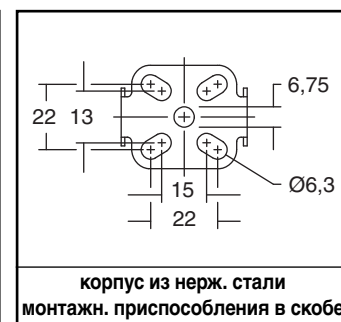 6,75
22 13
15
Ø6,3
22
корпус из нерж. стали
монтажн. приспособления в скобе